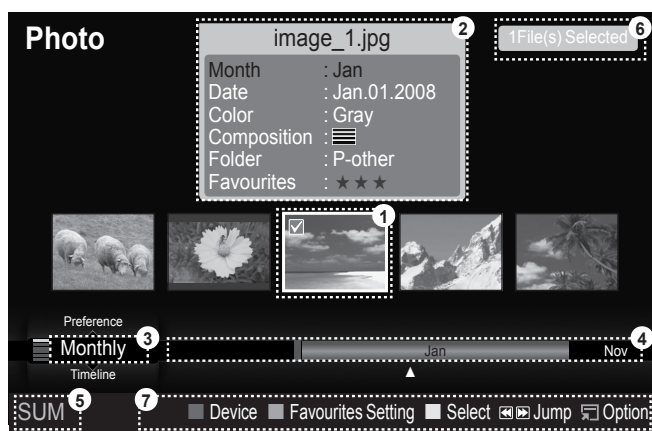 Photo
image_1.jpg
2
1File(s) Selected
6
Month : Jan
Date : Jan.01.2008
Color : Gray
Composition :
Folder : P-other
Favourites : ★★★
1
Preference
Monthly
3
Jan
Nov
4
Timeline
SUM
5
7
Device
Favourites Setting
Select
Jump
Option